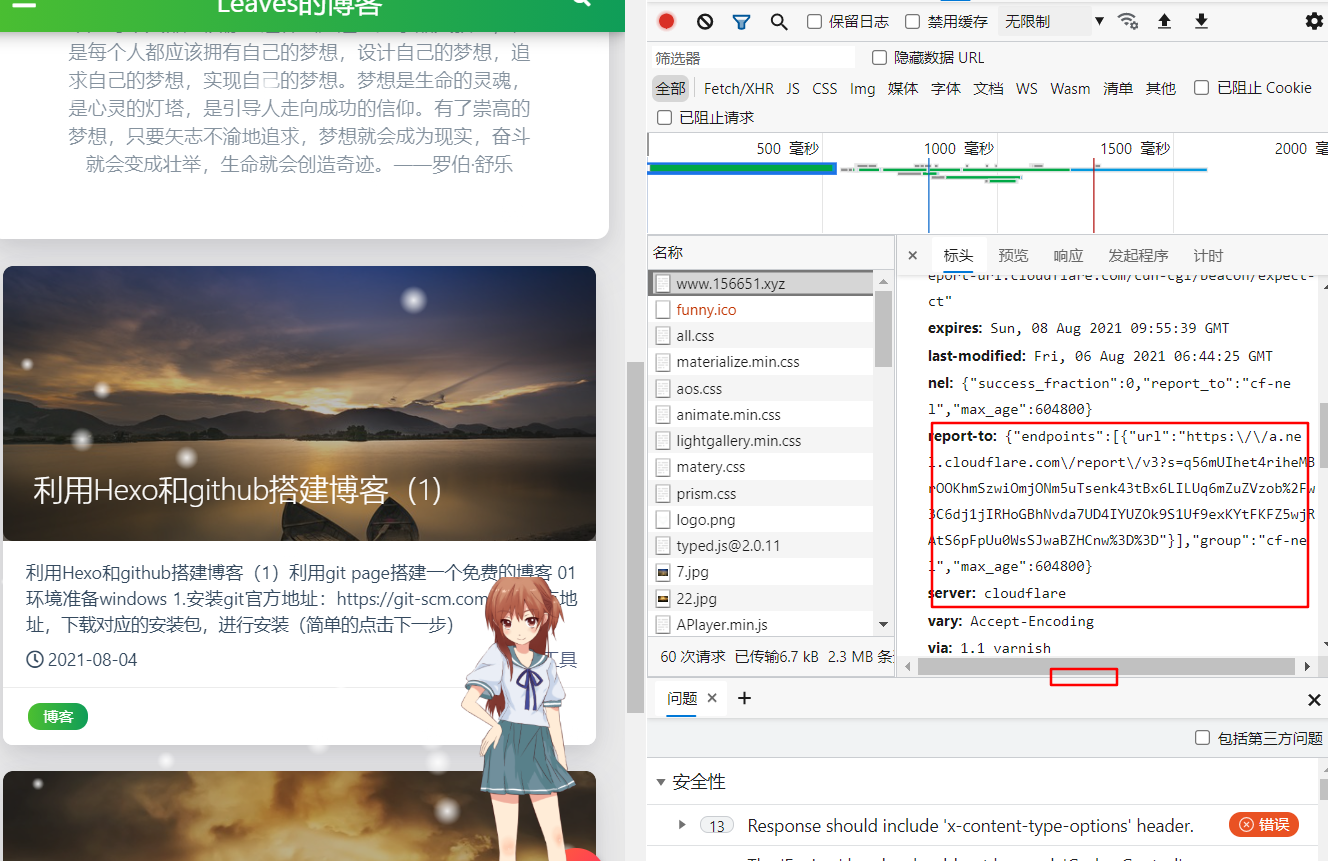 Leaves的博客
是每个人都应该拥有自己的梦想，设计自己的梦想，追
求自己的梦想，实现自己的梦想。梦想是生命的灵魂，
是心灵的灯塔，是引导人走向成功的信仰。有了崇高的
梦想，只要矢志不渝地追求，梦想就会成为现实，奋斗
就会变成壮举，生命就会创造奇迹。——罗伯·舒乐
利用Hexo和github搭建博客（1）
利用Hexo和github搭建博客（1）利用git page搭建一个免费的博客 01
环境准备windows 1.安装git官方地址：https://git-scm.com
地
址，下载对应的安装包，进行安装（简单的点击下一步）
2021-08-04
工具
博客
保留日志 禁用缓存 无限制
筛选器 隐藏数据 URL
全部 Fetch/XHR JS CSS Img 媒体 字体 文档 WS Wasm 清单 其他 已阻止 Cookie
已阻止请求
500 毫秒 1000 毫秒 1500 毫秒 2000 毫
名称
www.156651.xyz
funny.ico
all.css
materialize.min.css
aos.css
animate.min.css
lightgallery.min.css
matery.css
prism.css
logo.png
typed.js@2.0.11
7.jpg
22.jpg
APlayer.min.js
60 次请求 已传输6.7 kB 2.3 MB 条
× 标头 预览 响应 发起程序 计时
eport-uri.cloudflare.com/cdn-cgi/beacon/expect-
ct"
expires: Sun, 08 Aug 2021 09:55:39 GMT
last-modified: Fri, 06 Aug 2021 06:44:25 GMT
nel: {"success_fraction":0,"report_to":"cf-ne
l","max_age":604800}
report-to: {"endpoints":[{"url":"https:\/\/a.ne
l.cloudflare.com\/report\/v3?s=q56mUIhet4riheMB
rOOKhmSzwiOmjONm5uTsenk43tBx6LILUq6mZuZVzob%2Fw
3C6dj1jIRHoGBhNvda7UD4IYUZOk9S1Uf9exKYtFKFZ5wjR
AtS6pFpUu0WsSJwaBZHCnw%3D%3D"}],"group":"cf-ne
l","max_age":604800}
server: cloudflare
vary: Accept-Encoding
via: 1.1 varnish
问题 × +
包括第三方问题
安全性
13 Response should include 'x-content-type-options' header. 错误